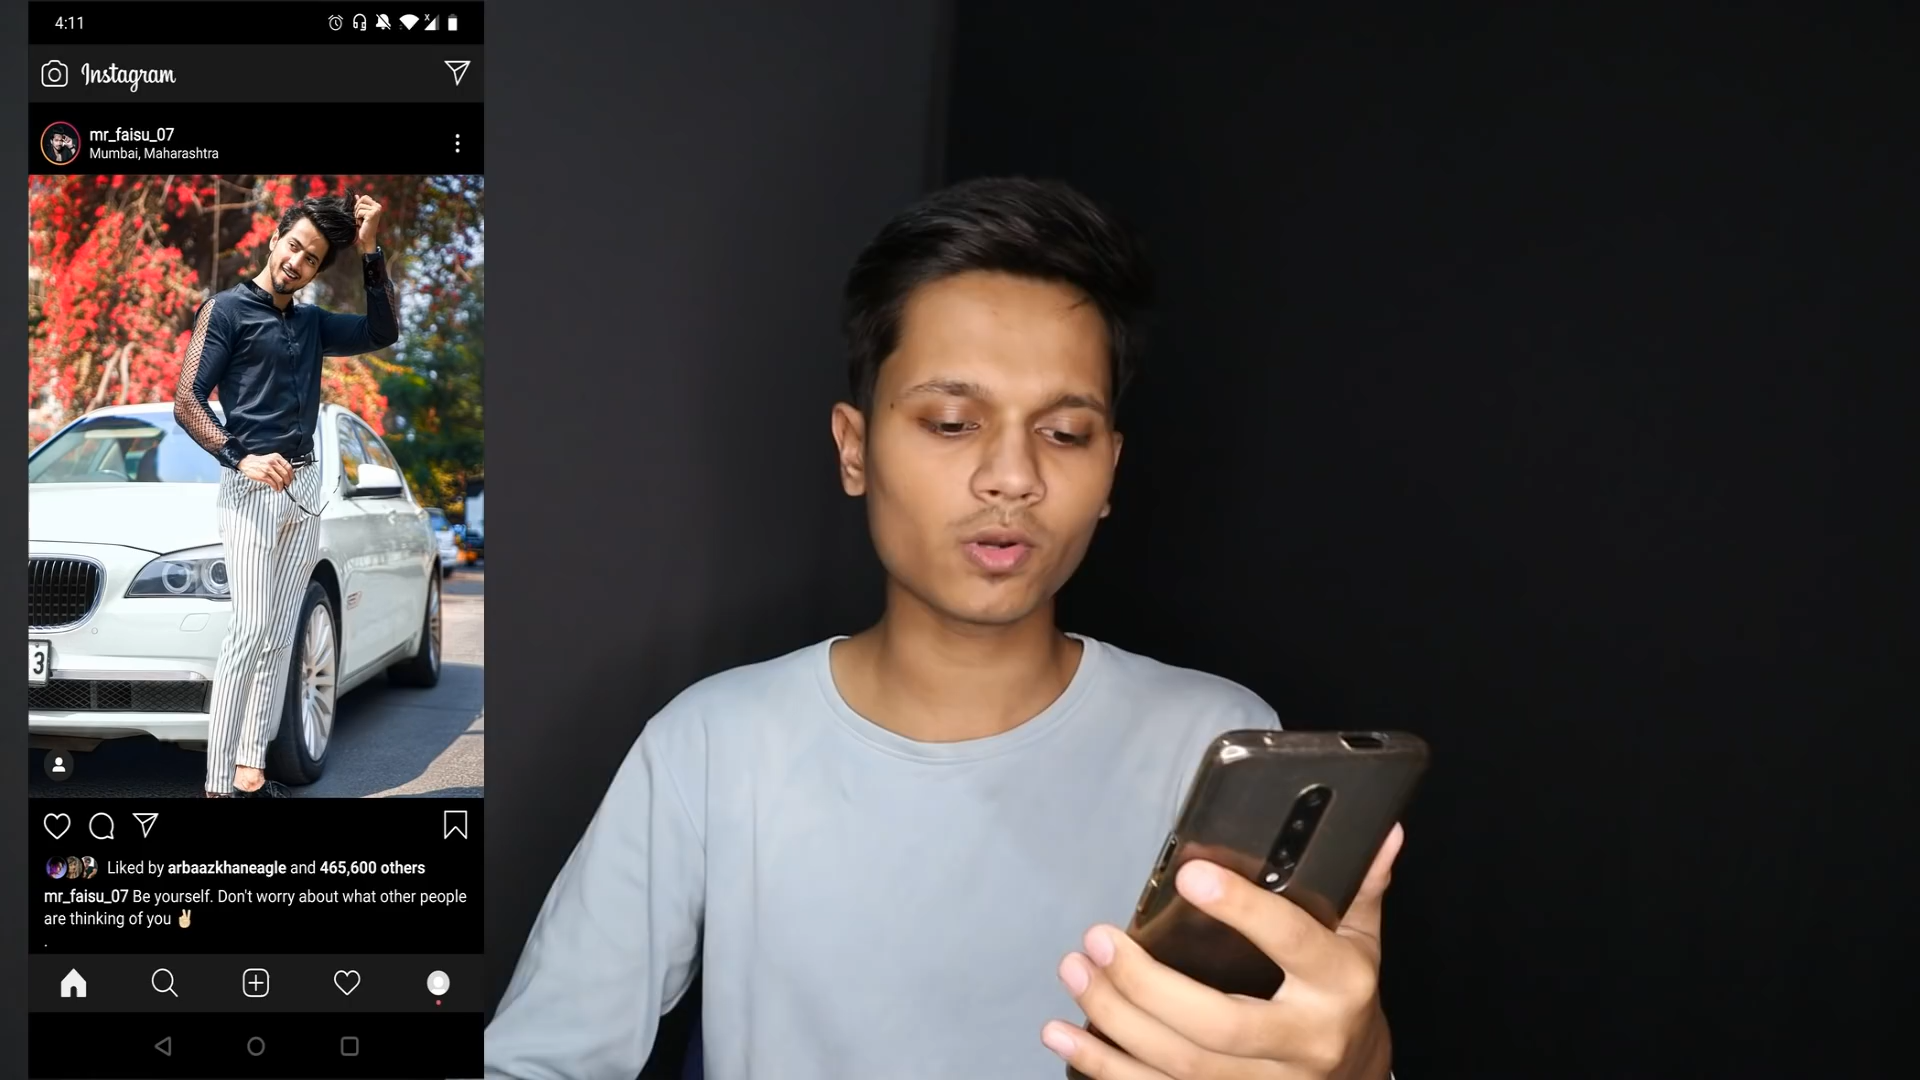 4:11
Instagram
mr_faisu_07
Mumbai, Maharashtra
3
Liked by arbaazkhaneagle and 465,600 others
mr_faisu_07 Be yourself. Don't worry about what other people
are thinking of you ✌🏻
.